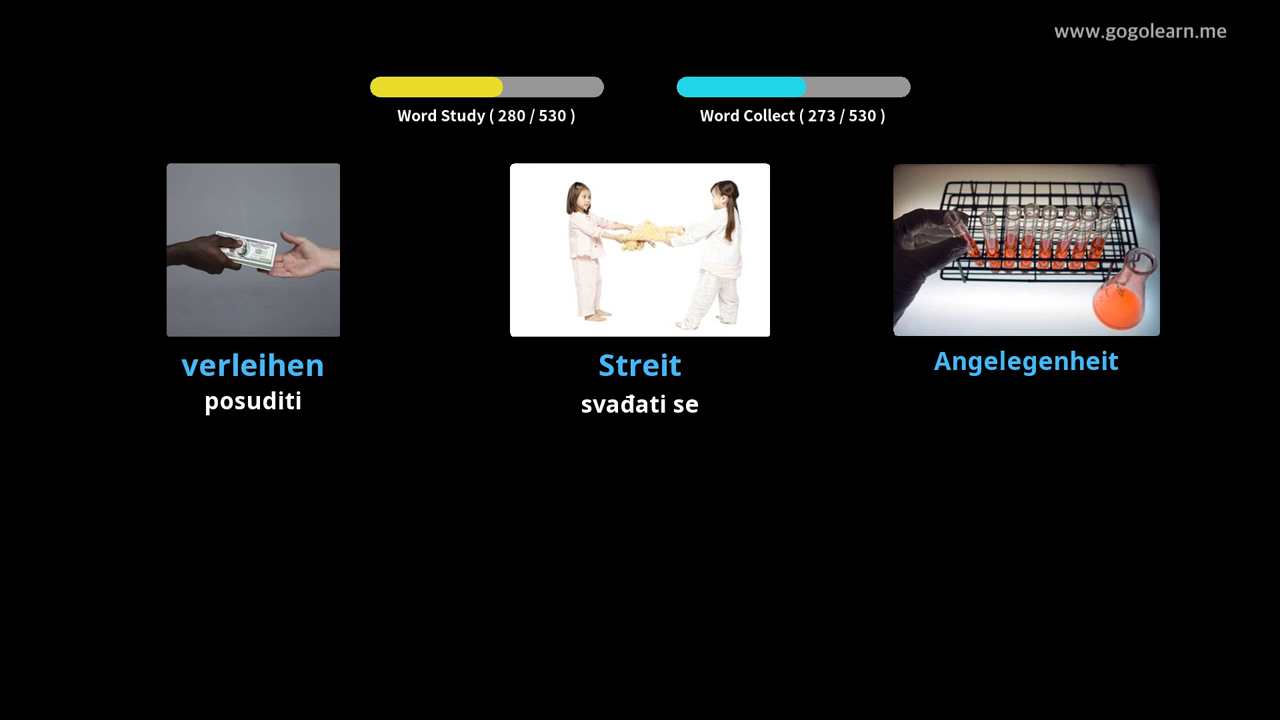 www.gogolearn.me
Word Study ( 280 / 530 )
Word Collect ( 273 / 530 )
verleihen
posuditi
Streit
svađati se
Angelegenheit